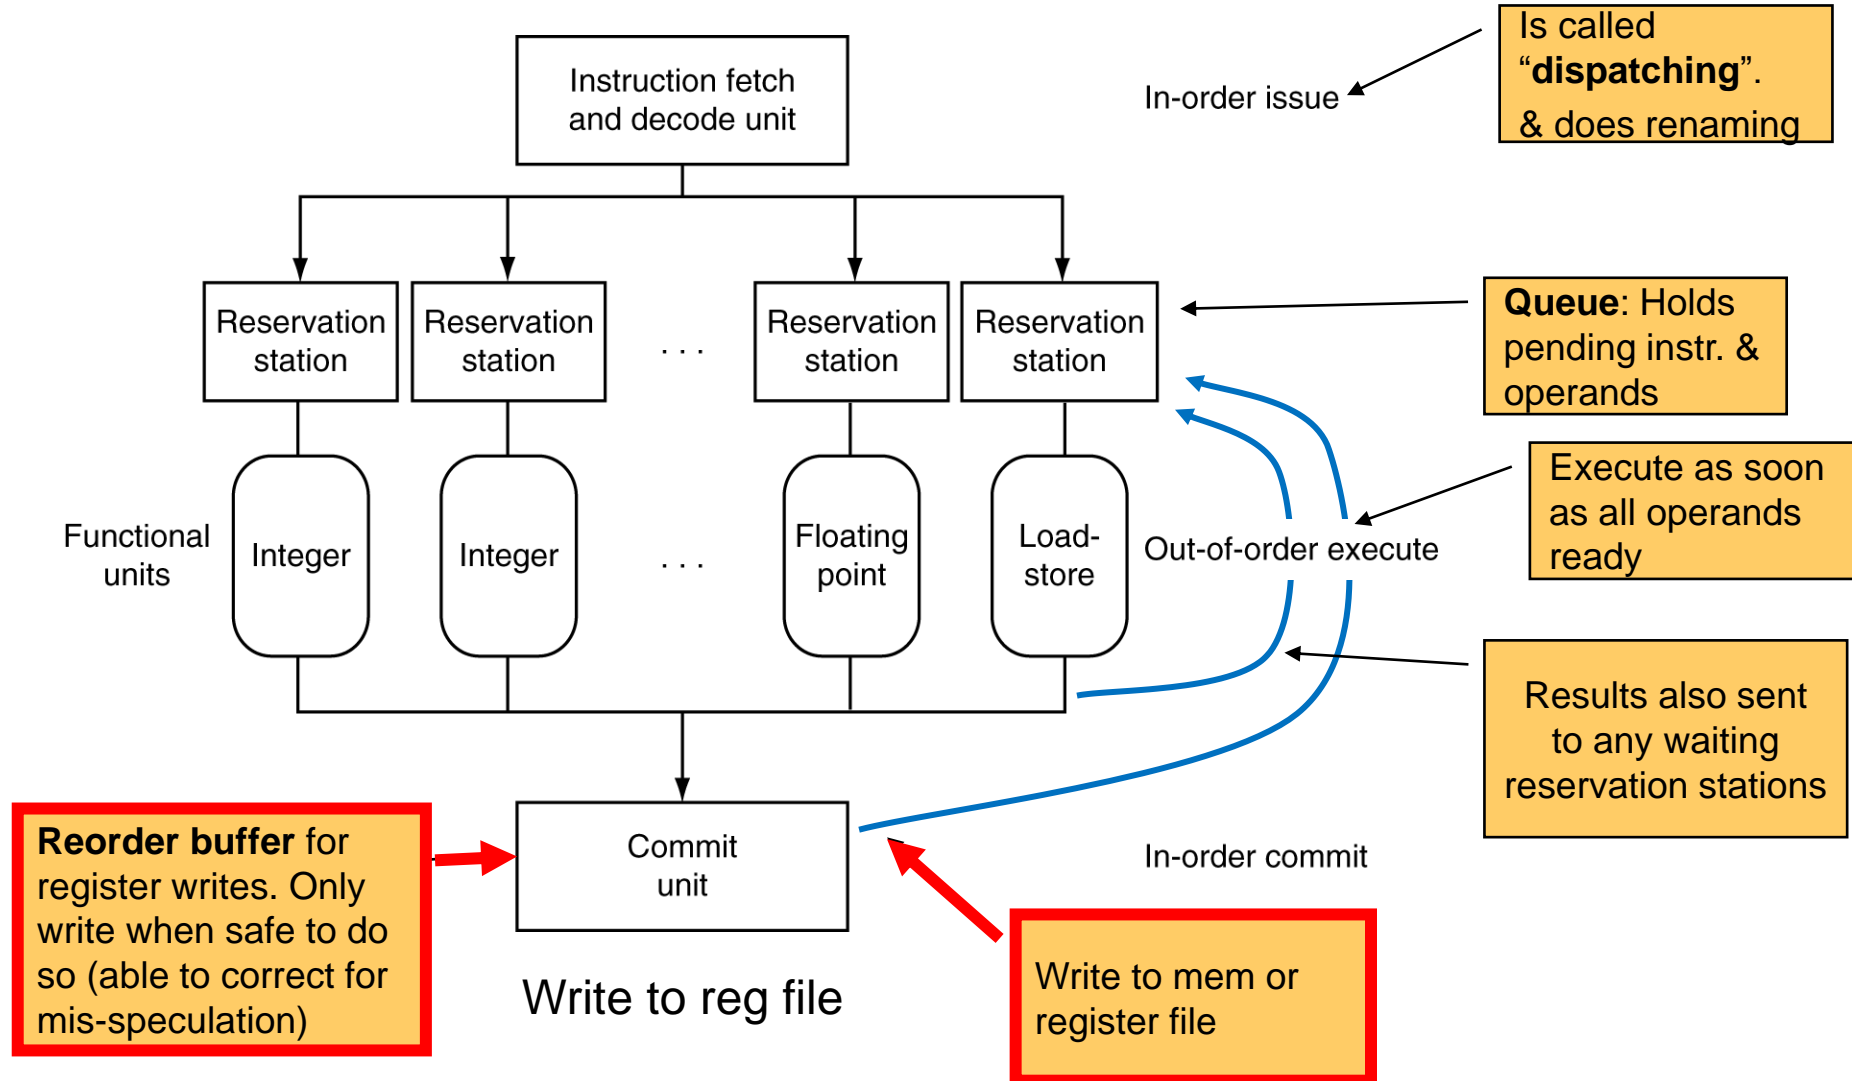 Instruction fetch
and decode unit
In-order issue
Is called
“dispatching”.
& does renaming
Reservation
station
Reservation
station
. . .
Reservation
station
Reservation
station
Queue: Holds
pending instr. &
operands
Functional
units
Integer
Integer
. . .
Floating
point
Load-
store
Out-of-order execute
Execute as soon
as all operands
ready
Results also sent
to any waiting
reservation stations
Reorder buffer for
register writes. Only
write when safe to do
so (able to correct for
mis-speculation)
Commit
unit
In-order commit
Write to reg file
Write to mem or
register file